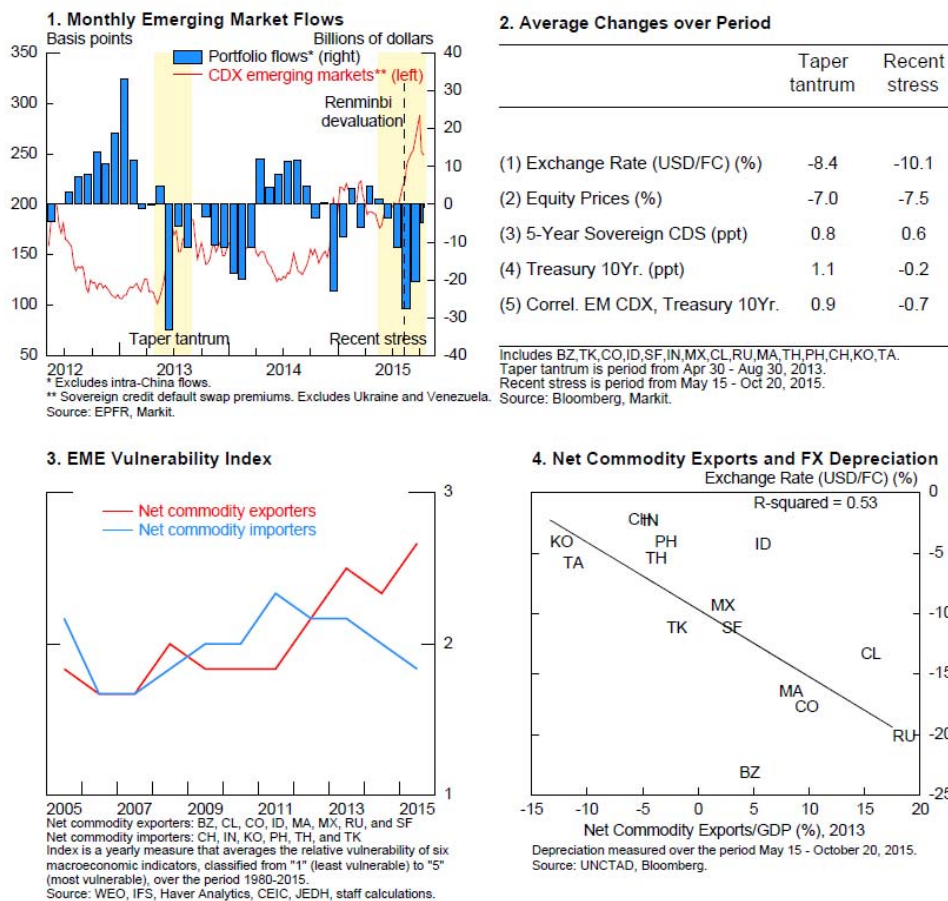 1. Monthly Emerging Market Flows
Basis points
Billions of dollars
Portfolio flows* (right)
CDX emerging markets** (left)
Renminbi
devaluation
350
300
250
200
150
100
50
40
30
20
10
0
-10
-20
-30
-40
Taper tantrum
Recent stress
2012
2013
2014
2015
* Excludes intra-China flows.
** Sovereign credit default swap premiums. Excludes Ukraine and Venezuela.
Source: EPFR, Markit.
2. Average Changes over Period
Taper tantrum
Recent stress
(1) Exchange Rate (USD/FC) (%) -8.4 -10.1
(2) Equity Prices (%) -7.0 -7.5
(3) 5-Year Sovereign CDS (ppt) 0.8 0.6
(4) Treasury 10Yr. (ppt) 1.1 -0.2
(5) Correl. EM CDX, Treasury 10Yr. 0.9 -0.7
Includes BZ,TK,CO,ID,SF,IN,MX,CL,RU,MA,TH,PH,CH,KO,TA.
Taper tantrum is period from Apr 30 - Aug 30, 2013.
Recent stress is period from May 15 - Oct 20, 2015.
Source: Bloomberg, Markit.
3. EME Vulnerability Index
Net commodity exporters
Net commodity importers
3
2
1
2005 2007 2009 2011 2013 2015
Net commodity exporters: BZ, CL, CO, ID, MA, MX, RU, and SF
Net commodity importers: CH, IN, KO, PH, TH, and TK
Index is a yearly measure that averages the relative vulnerability of six
macroeconomic indicators, classified from "1" (least vulnerable) to "5"
(most vulnerable), over the period 1980-2015.
Source: WEO, IFS, Haver Analytics, CEIC, JEDH, staff calculations.
4. Net Commodity Exports and FX Depreciation
Exchange Rate (USD/FC) (%)
R-squared = 0.53
CH
IN
KO
PH
ID
TA
TH
MX
TK
SF
CL
MA
CO
RU
BZ
0
-5
-10
-15
-20
-25
-15 -10 -5 0 5 10 15 20
Net Commodity Exports/GDP (%), 2013
Depreciation measured over the period May 15 - October 20, 2015.
Source: UNCTAD, Bloomberg.